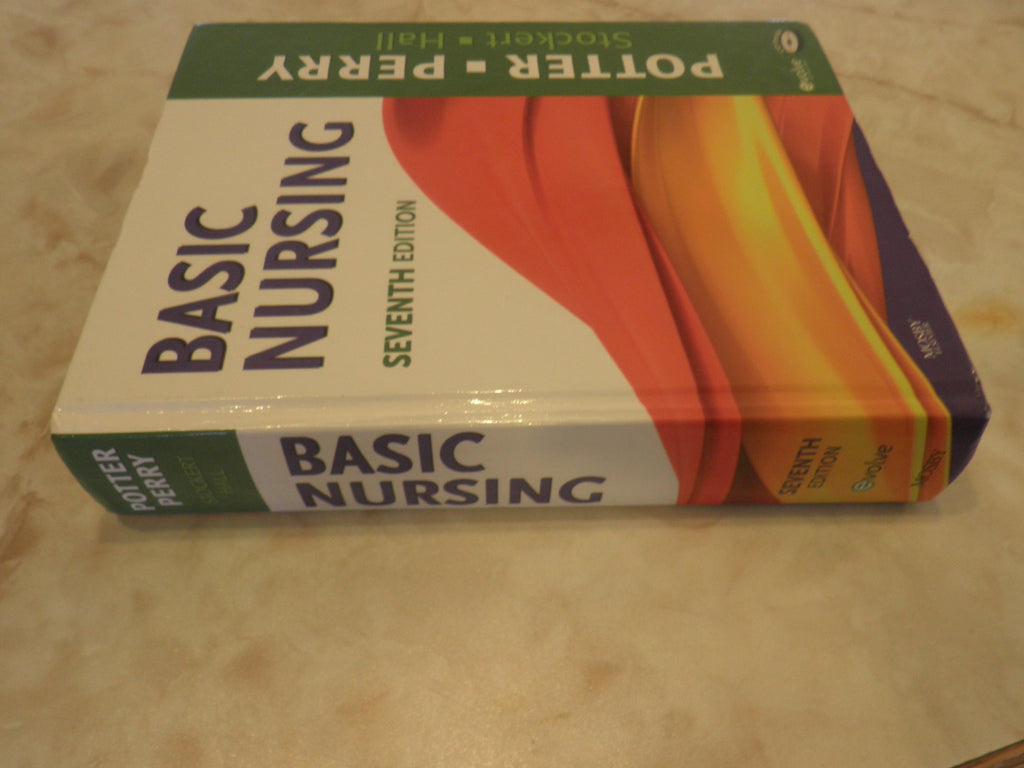 POTTER ▪ PERRY
Stockert ▪ Hall
evolve
BASIC
NURSING
SEVENTH EDITION
MOSBY
POTTER
PERRY
STOCKERT
HALL
BASIC
NURSING
SEVENTH
EDITION
evolve
MOSBY